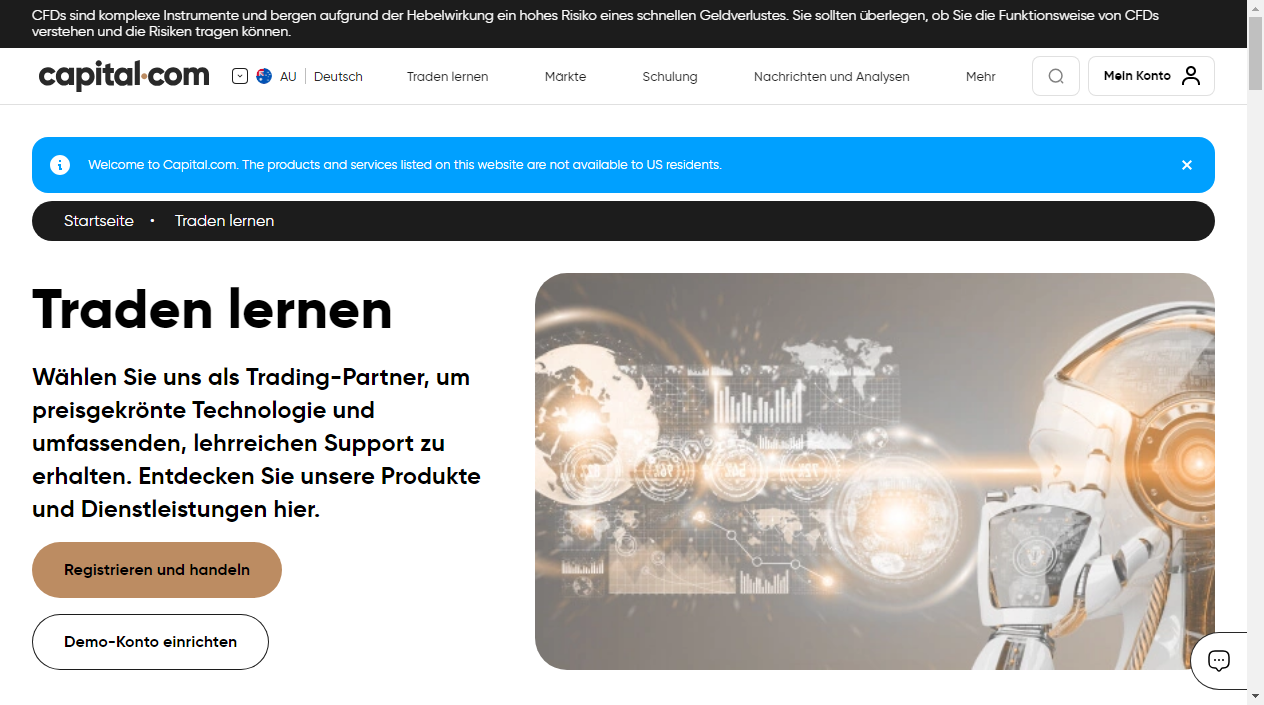 CFDs sind komplexe Instrumente und bergen aufgrund der Hebelwirkung ein hohes Risiko eines schnellen Geldverlustes. Sie sollten überlegen, ob Sie die Funktionsweise von CFDs
verstehen und die Risiken tragen können.
capital.com AU Deutsch Traden lernen Märkte Schulung Nachrichten und Analysen Mehr Mein Konto
Welcome to Capital.com. The products and services listed on this website are not available to US residents.
Startseite • Traden lernen
Traden lernen
Wählen Sie uns als Trading-Partner, um
preisgekrönte Technologie und
umfassenden, lehrreichen Support zu
erhalten. Entdecken Sie unsere Produkte
und Dienstleistungen hier.
Registrieren und handeln
Demo-Konto einrichten